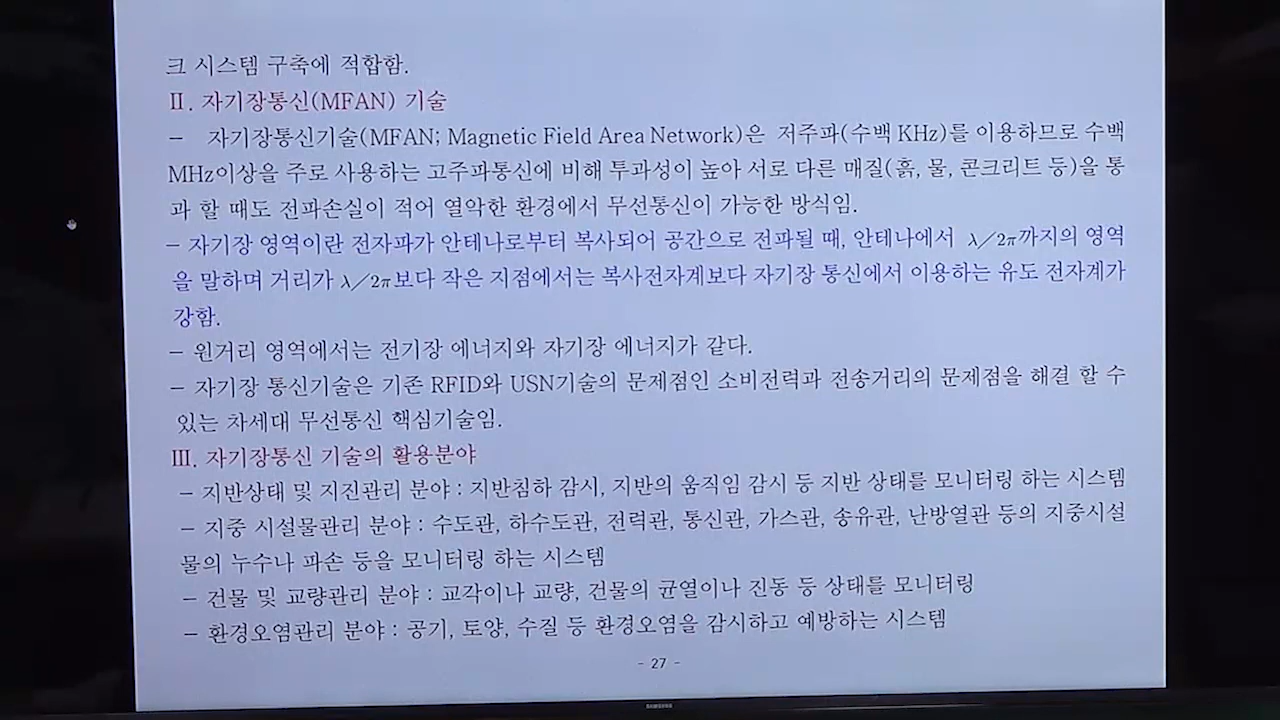 크 시스템 구축에 적합함.
Ⅱ. 자기장통신(MFAN) 기술
- 자기장통신기술(MFAN; Magnetic Field Area Network)은 저주파(수백 KHz)를 이용하므로 수백
MHz이상을 주로 사용하는 고주파통신에 비해 투과성이 높아 서로 다른 매질(흙, 물, 콘크리트 등)을 통
과 할 때도 전파손실이 적어 열악한 환경에서 무선통신이 가능한 방식임.
- 자기장 영역이란 전자파가 안테나로부터 복사되어 공간으로 전파될 때, 안테나에서 λ/2π까지의 영역
을 말하며 거리가 λ/2π보다 작은 지점에서는 복사전자계보다 자기장 통신에서 이용하는 유도 전자계가
강함.
- 원거리 영역에서는 전기장 에너지와 자기장 에너지가 같다.
- 자기장 통신기술은 기존 RFID와 USN기술의 문제점인 소비전력과 전송거리의 문제점을 해결 할 수
있는 차세대 무선통신 핵심기술임.
Ⅲ. 자기장통신 기술의 활용분야
- 지반상태 및 지진관리 분야 : 지반침하 감시, 지반의 움직임 감시 등 지반 상태를 모니터링 하는 시스템
- 지중 시설물관리 분야 : 수도관, 하수도관, 전력관, 통신관, 가스관, 송유관, 난방열관 등의 지중시설
물의 누수나 파손 등을 모니터링 하는 시스템
- 건물 및 교량관리 분야 : 교각이나 교량, 건물의 균열이나 진동 등 상태를 모니터링
- 환경오염관리 분야 : 공기, 토양, 수질 등 환경오염을 감시하고 예방하는 시스템
- 27 -
SAMSUNG